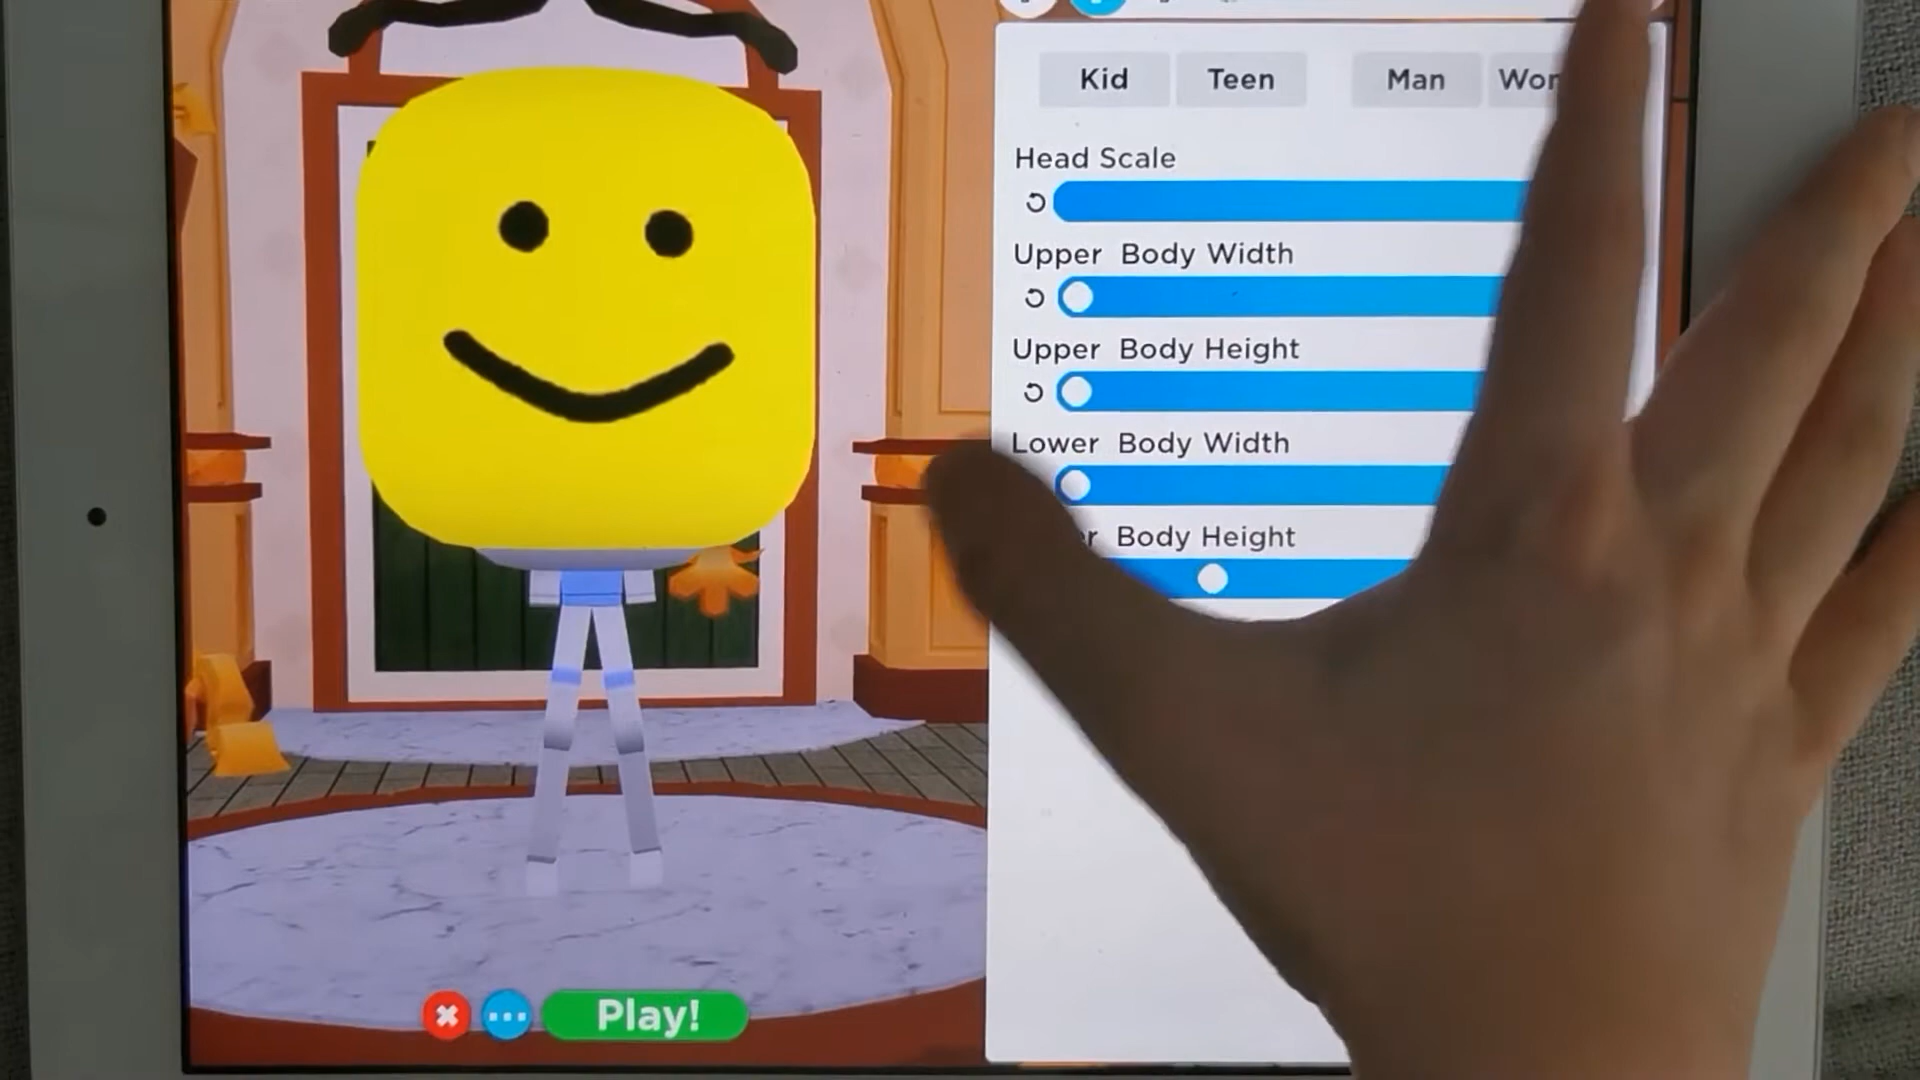 Kid Teen Man
Head Scale
Upper Body Width
Upper Body Height
Lower Body Width
Body Height
Play!